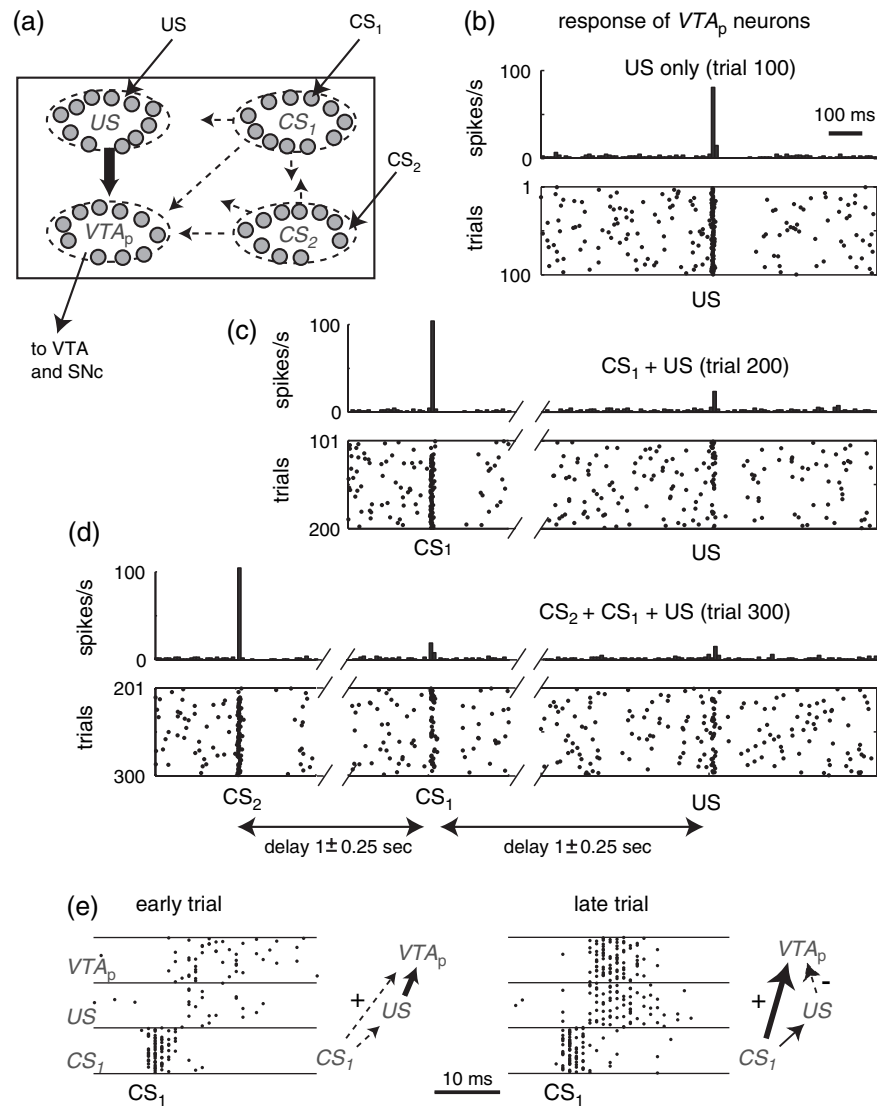 (a)
US
CS1
US
CS1
CS2
VTAp
CS2
to VTA
and SNc
(b)
response of VTAp neurons
US only (trial 100)
100
spikes/s
0
100 ms
1
trials
100
US
(c)
100
spikes/s
0
CS1 + US (trial 200)
101
trials
200
CS1
US
(d)
100
spikes/s
0
CS2 + CS1 + US (trial 300)
201
trials
300
CS2
CS1
US
delay 1± 0.25 sec
delay 1± 0.25 sec
(e)
early trial
VTAp
US
CS1
CS1
VTAp
+
US
CS1
10 ms
late trial
CS1
VTAp
+
-
US
CS1